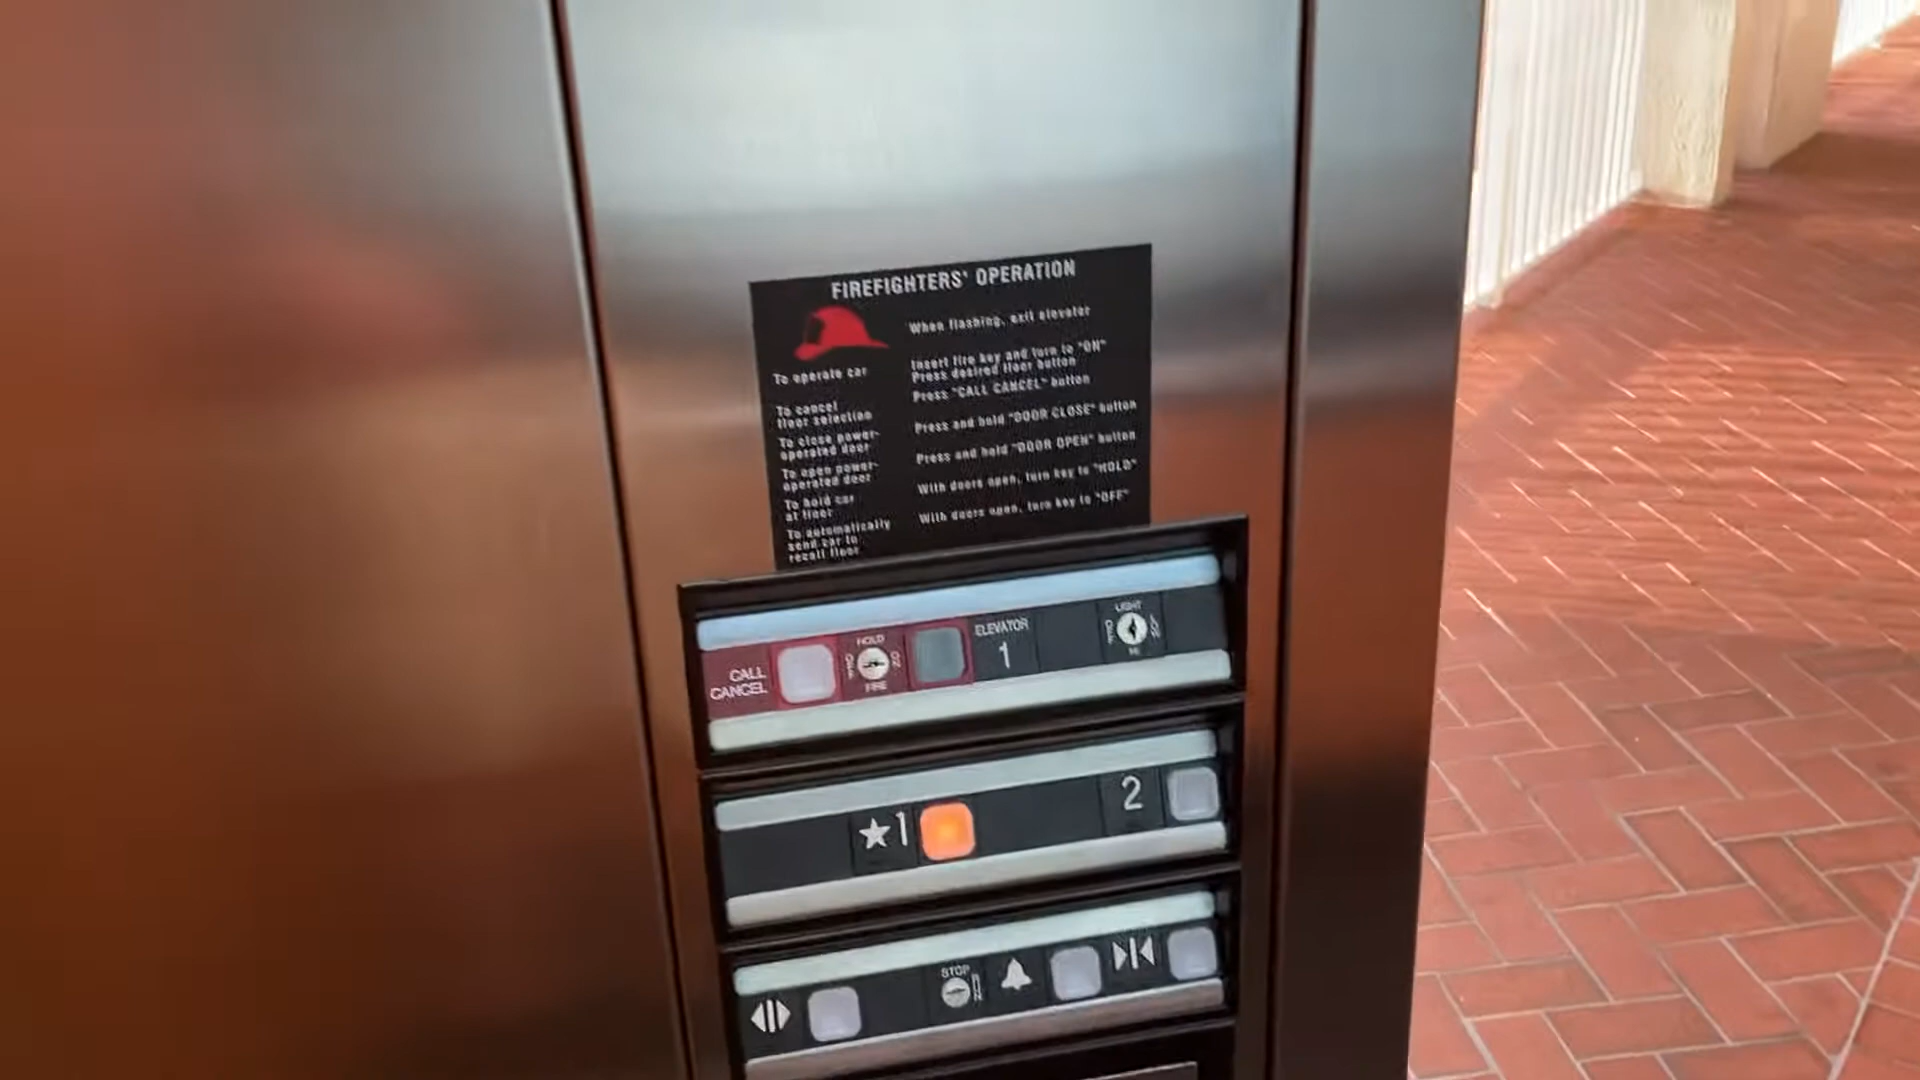 FIREFIGHTERS' OPERATION
When flashing, exit elevator
To operate car
Insert fire key and turn to "ON"
Press desired floor button
Press "CALL CANCEL" button
To cancel
floor selection
Press and hold "DOOR CLOSE" button
To close power-
operated door
Press and hold "DOOR OPEN" button
To open power-
operated door
With doors open, turn key to "HOLD"
To hold car
at floor
With doors open, turn key to "OFF"
To automatically
send car to
recall floor
CALL
CANCEL
HOLD
FIRE
ELEVATOR
1
LIGHT
★1
2
STOP
RUN